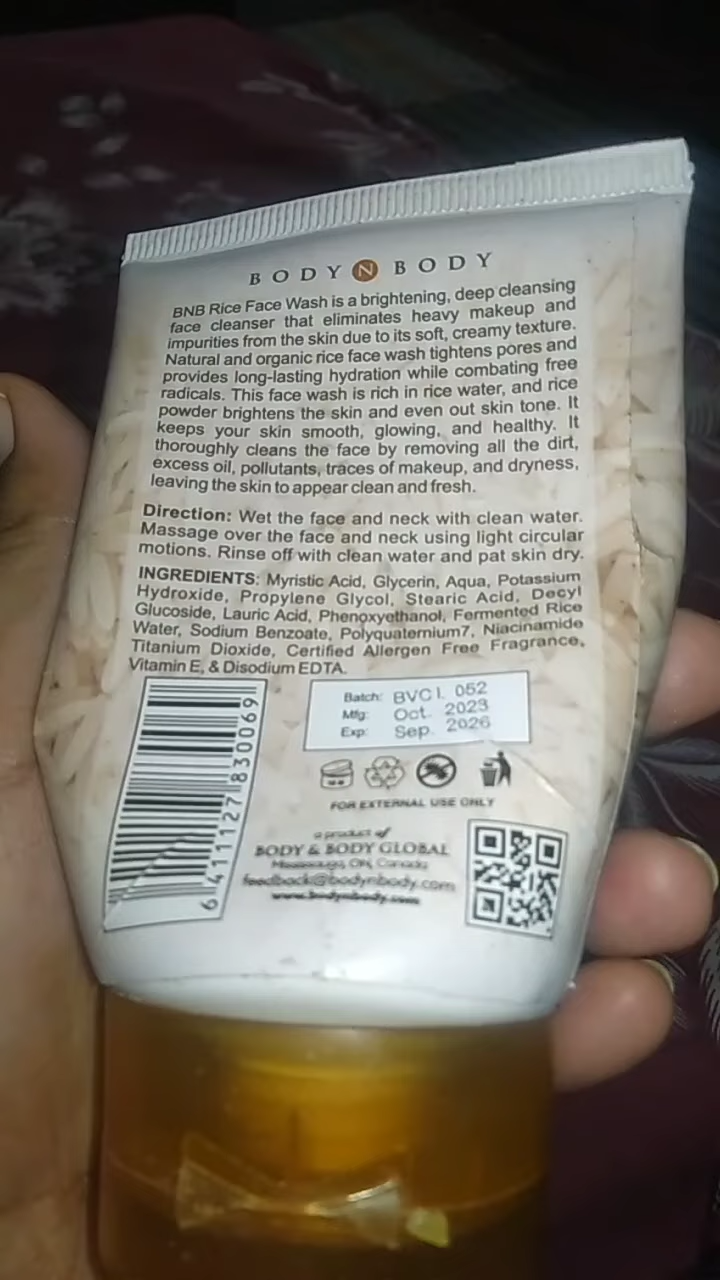 BODY N BODY
BNB Rice Face Wash is a brightening, deep cleansing
face cleanser that eliminates heavy makeup and
impurities from the skin due to its soft, creamy texture.
Natural and organic rice face wash tightens pores and
provides long-lasting hydration while combating free
radicals. This face wash is rich in rice water, and rice
powder brightens the skin and even out skin tone. It
keeps your skin smooth, glowing, and healthy. It
thoroughly cleans the face by removing all the dirt,
excess oil, pollutants, traces of makeup, and dryness,
leaving the skin to appear clean and fresh.
Direction: Wet the face and neck with clean water.
Massage over the face and neck using light circular
motions. Rinse off with clean water and pat skin dry.
INGREDIENTS: Myristic Acid, Glycerin, Aqua, Potassium
Hydroxide, Propylene Glycol, Stearic Acid, Decyl
Glucoside, Lauric Acid, Phenoxyethanol, Fermented Rice
Water, Sodium Benzoate, Polyquaternium7, Niacinamide
Titanium Dioxide, Certified Allergen Free Fragrance,
Vitamin E, & Disodium EDTA.
Batch: BVC1. 052
Mfg: Oct. 2023
Exp: Sep. 2026
FOR EXTERNAL USE ONLY
a product of
BODY & BODY GLOBAL
Mississauga, ON, Canada
feedback@bodynbody.com
www.bodynbody.com
6 411127 830069